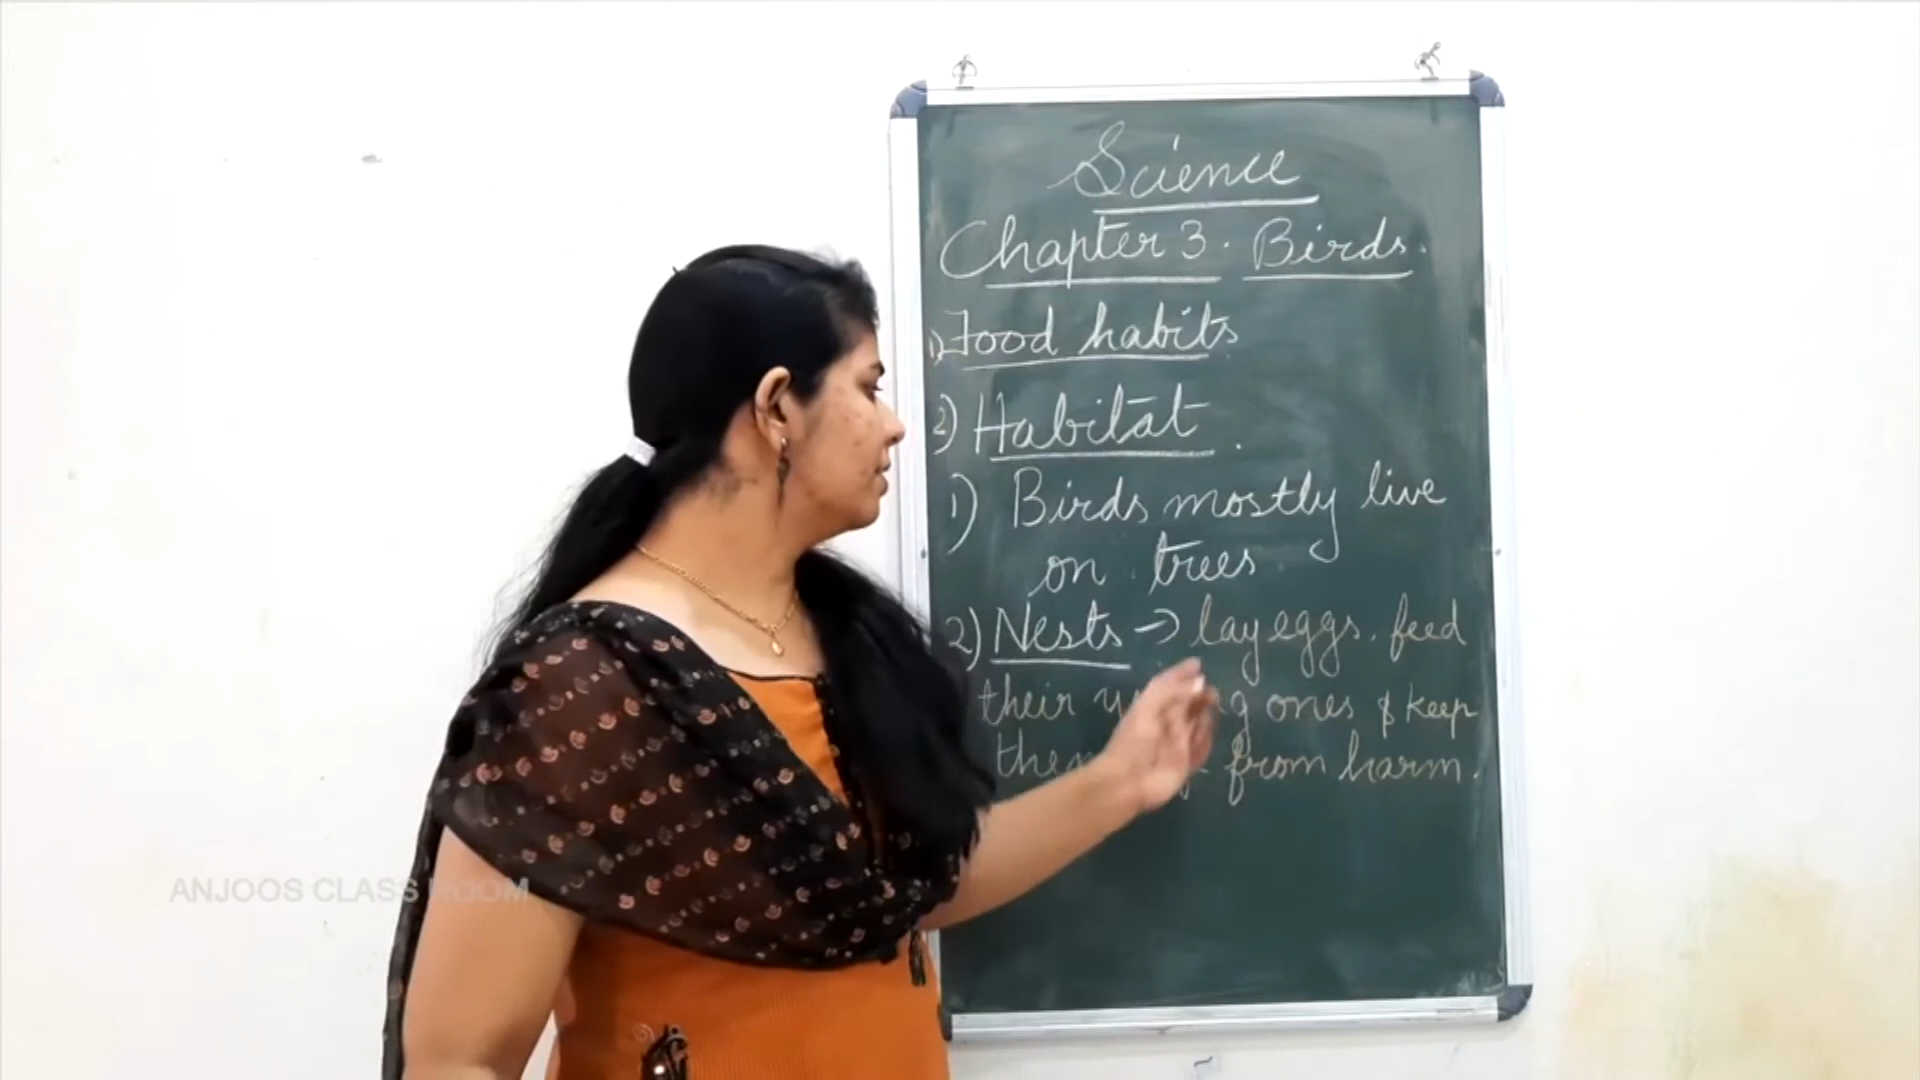 Science
Chapter 3. Birds.
1) Food habits
2) Habitat.
1) Birds mostly live
on trees
2) Nests → lay eggs. feed
their ones & keep
from harm.
ANJOOS CLASS ROOM